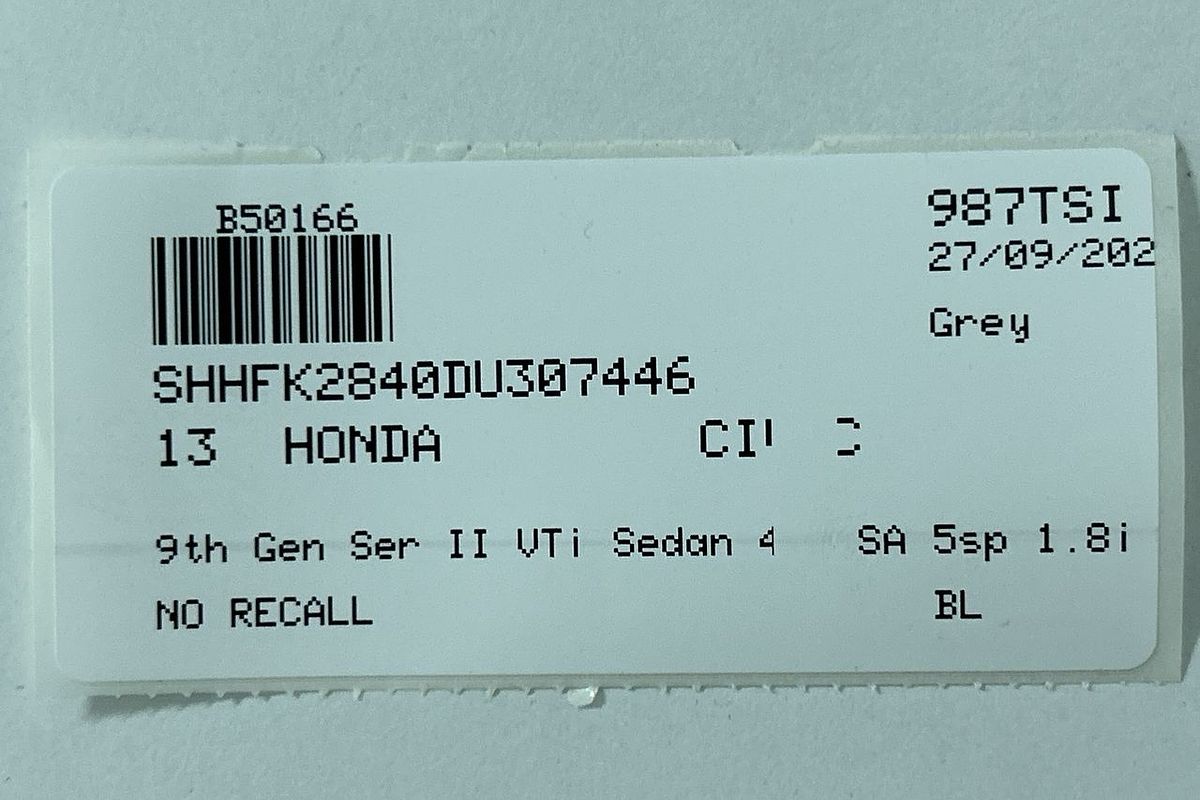 B50166
987TSI
27/09/202
Grey
SHHFK2840DU307446
13 HONDA
9th Gen Ser II VTi Sedan SA 5sp 1.8i
NO RECALL BL